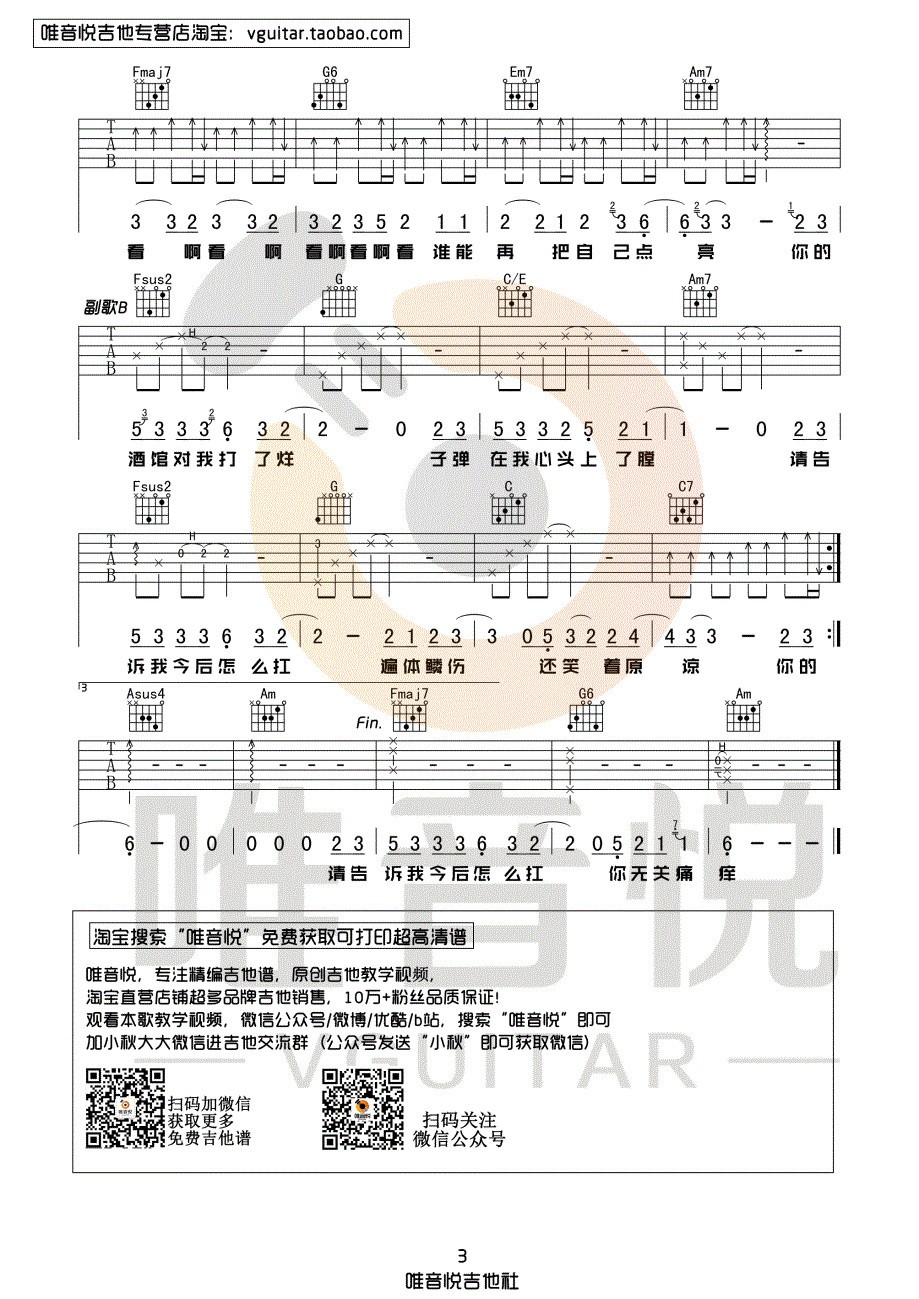 唯音悦吉他专营店淘宝：vguitar.taobao.com
Fmaj7 G6 Em7 Am7
T A B
3 3 2 3 3 2 3 2 3 5 2 1 1 2 2 1 2 2 3 6 6 2 3 3 - 1 2 3
看 啊看 啊 看啊看啊看 谁能 再 把自己点 亮 你的
副歌B Fsus2 G C/E Am7
T A B H 2 2
5 3 3 3 3 2 6 3 2 2 - 0 2 3 5 3 3 2 5 2 1 1 - 0 2 3
酒馆对我打 了烊 子弹 在我心头上 了膛 请告
Fsus2 G C C7
T A B H 0 2 2 3
5 3 3 3 6 3 2 2 - 2 1 2 3 3 0 5 3 2 2 4 4 3 3 - 2 3
诉我今后怎 么扛 遍体鳞伤 还笑 着原 谅 你的
3
Asus4 Am Fin. Fmaj7 G6 Am
T A B H 0
6 - 0 0 0 0 0 2 3 5 3 3 3 6 3 2 2 0 5 2 1 7 1 6 - - -
请告 诉我今后怎 么扛 你无关痛 痒
唯音悦
VGUITAR
淘宝搜索“唯音悦”免费获取可打印超高清谱
唯音悦，专注精编吉他谱，原创吉他教学视频，
淘宝直营店铺超多品牌吉他销售，10万+粉丝品质保证!
观看本歌教学视频，微信公众号/微博/优酷/b站，搜索“唯音悦”即可
加小秋大大微信进吉他交流群（公众号发送“小秋”即可获取微信）
扫码加微信
获取更多
免费吉他谱
扫码关注
微信公众号
3
唯音悦吉他社